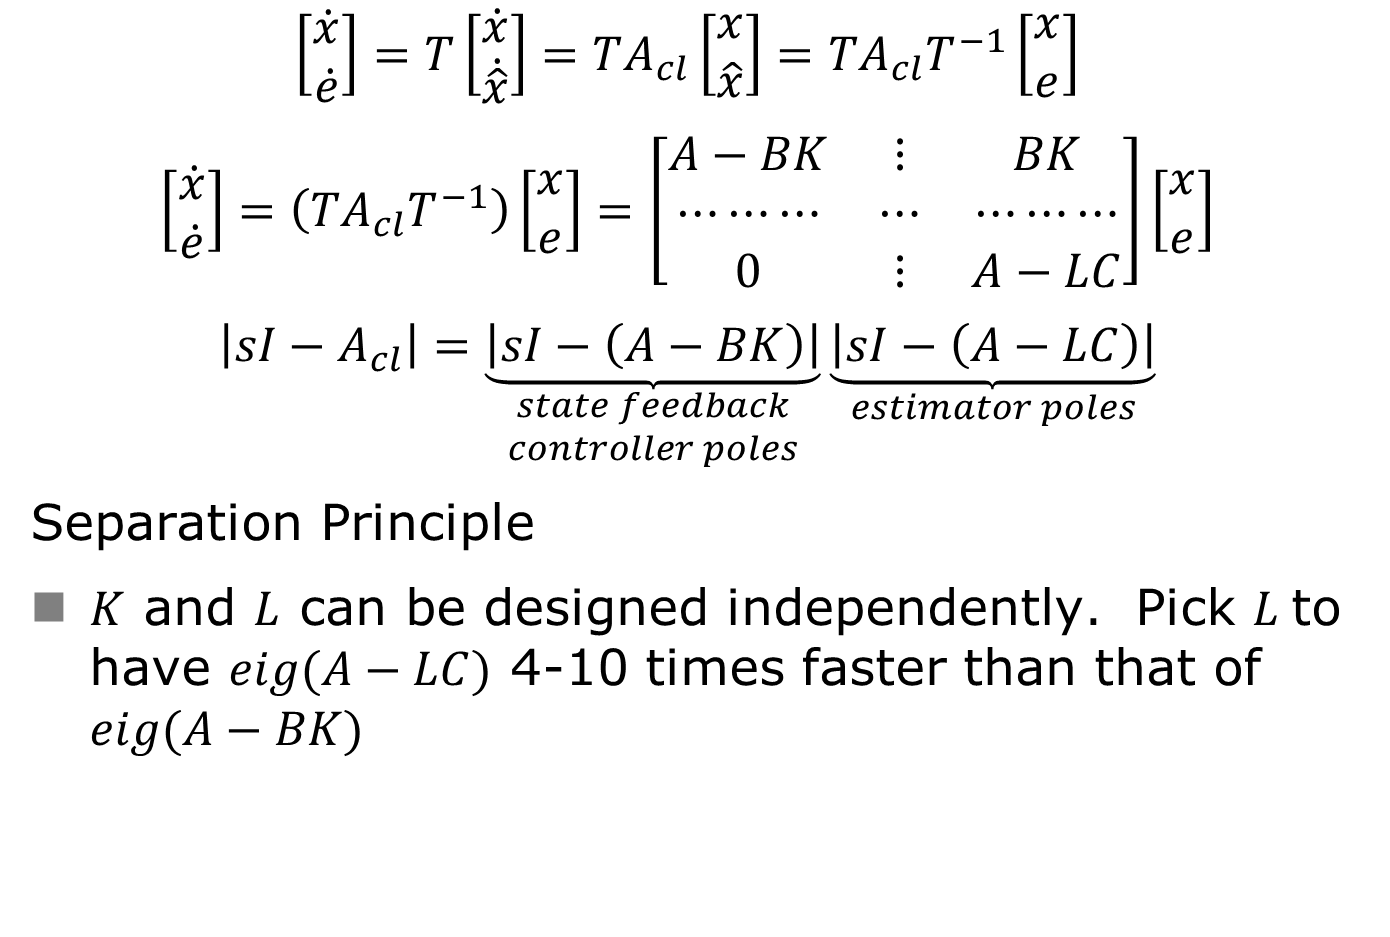 [ẋ ; ė] = T [ẋ ; x̂̇] = TA_cl [x ; x̂] = TA_clT⁻¹ [x ; e]
[ẋ ; ė] = (TA_clT⁻¹) [x ; e] = [A − BK ⋮ BK ; ⋯⋯⋯ ⋯ ⋯⋯⋯ ; 0 ⋮ A − LC] [x ; e]
|sI − A_cl| = |sI − (A − BK)| |sI − (A − LC)|
state feedback estimator poles
controller poles
Separation Principle
■ K and L can be designed independently. Pick L to
have eig(A − LC) 4-10 times faster than that of
eig(A − BK)